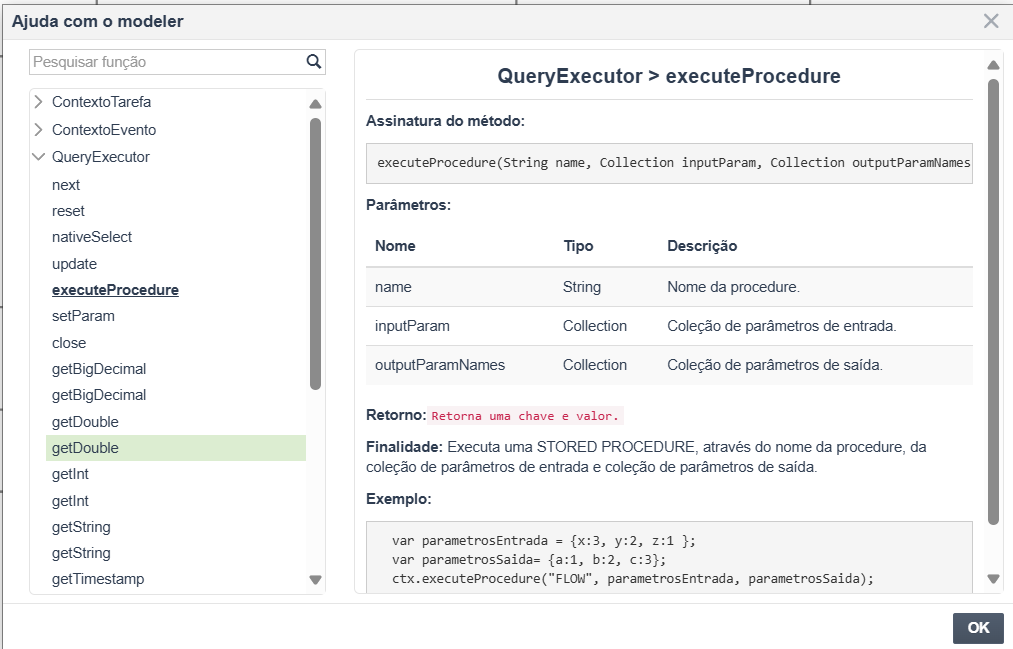 Ajuda com o modeler
Pesquisar função
ContextoTarefa
ContextoEvento
QueryExecutor
next
reset
nativeSelect
update
executeProcedure
setParam
close
getBigDecimal
getBigDecimal
getDouble
getDouble
getInt
getInt
getString
getString
getTimestamp
QueryExecutor > executeProcedure
Assinatura do método:
executeProcedure(String name, Collection inputParam, Collection outputParamNames
Parâmetros:
Nome Tipo Descrição
name String Nome da procedure.
inputParam Collection Coleção de parâmetros de entrada.
outputParamNames Collection Coleção de parâmetros de saída.
Retorno: Retorna uma chave e valor.
Finalidade: Executa uma STORED PROCEDURE, através do nome da procedure, da
coleção de parâmetros de entrada e coleção de parâmetros de saída.
Exemplo:
var parametrosEntrada = {x:3, y:2, z:1 };
var parametrosSaida= {a:1, b:2, c:3};
ctx.executeProcedure("FLOW", parametrosEntrada, parametrosSaida);
OK